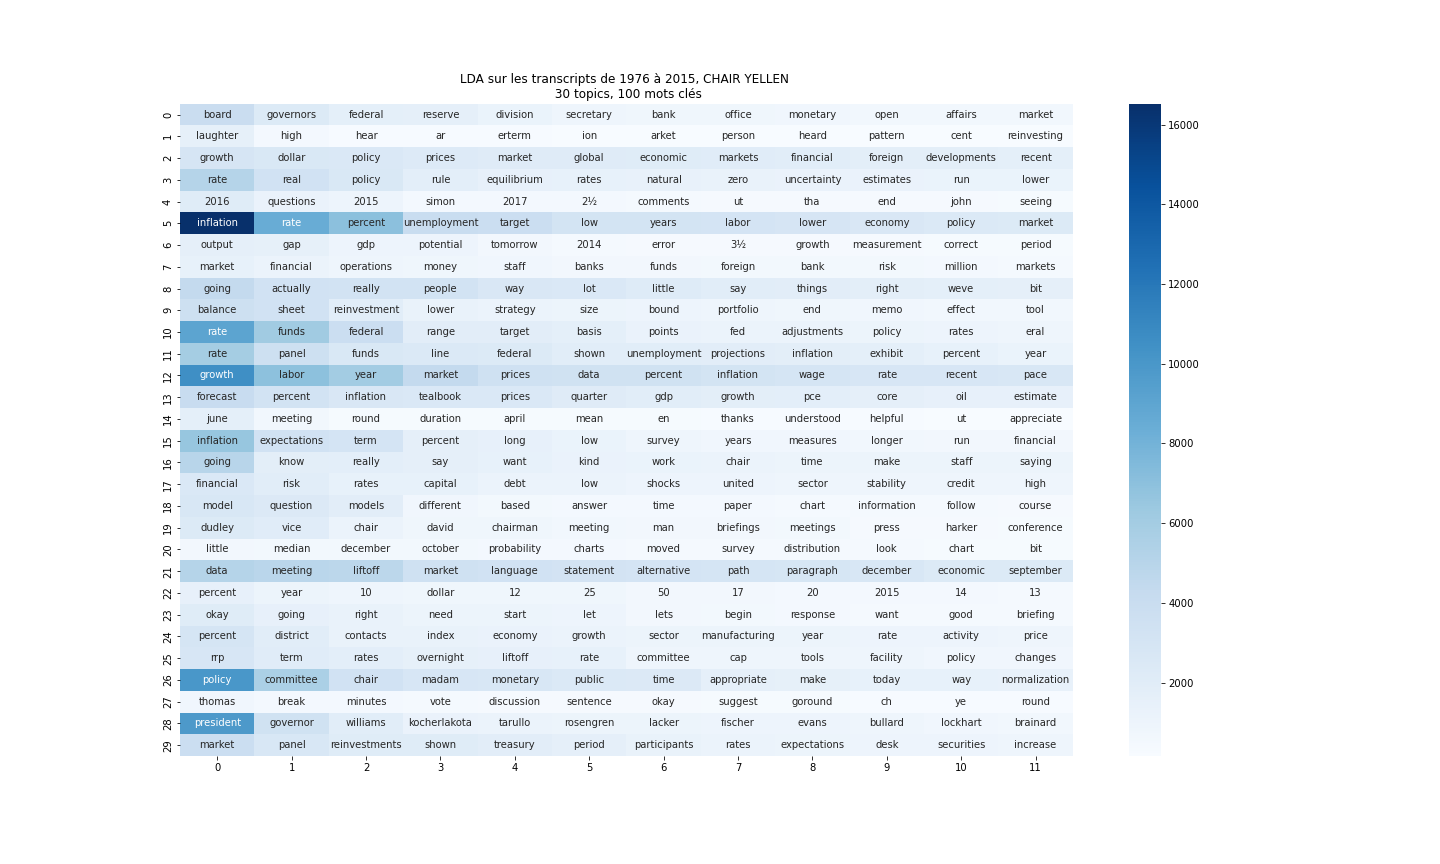 LDA sur les transcripts de 1976 à 2015, CHAIR YELLEN
30 topics, 100 mots clés
0 board governors federal reserve division secretary bank office monetary open affairs market
1 laughter high hear ar erterm ion arket person heard pattern cent reinvesting
2 growth dollar policy prices market global economic markets financial foreign developments recent
3 rate real policy rule equilibrium rates natural zero uncertainty estimates run lower
4 2016 questions 2015 simon 2017 2½ comments ut tha end john seeing
5 inflation rate percent unemployment target low years labor lower economy policy market
6 output gap gdp potential tomorrow 2014 error 3½ growth measurement correct period
7 market financial operations money staff banks funds foreign bank risk million markets
8 going actually really people way lot little say things right weve bit
9 balance sheet reinvestment lower strategy size bound portfolio end memo effect tool
10 rate funds federal range target basis points fed adjustments policy rates eral
11 rate panel funds line federal shown unemployment projections inflation exhibit percent year
12 growth labor year market prices data percent inflation wage rate recent pace
13 forecast percent inflation tealbook prices quarter gdp growth pce core oil estimate
14 june meeting round duration april mean en thanks understood helpful ut appreciate
15 inflation expectations term percent long low survey years measures longer run financial
16 going know really say want kind work chair time make staff saying
17 financial risk rates capital debt low shocks united sector stability credit high
18 model question models different based answer time paper chart information follow course
19 dudley vice chair david chairman meeting man briefings meetings press harker conference
20 little median december october probability charts moved survey distribution look chart bit
21 data meeting liftoff market language statement alternative path paragraph december economic september
22 percent year 10 dollar 12 25 50 17 20 2015 14 13
23 okay going right need start let lets begin response want good briefing
24 percent district contacts index economy growth sector manufacturing year rate activity price
25 rrp term rates overnight liftoff rate committee cap tools facility policy changes
26 policy committee chair madam monetary public time appropriate make today way normalization
27 thomas break minutes vote discussion sentence okay suggest goround ch ye round
28 president governor williams kocherlakota tarullo rosengren lacker fischer evans bullard lockhart brainard
29 market panel reinvestments shown treasury period participants rates expectations desk securities increase
0 1 2 3 4 5 6 7 8 9 10 11
16000
14000
12000
10000
8000
6000
4000
2000